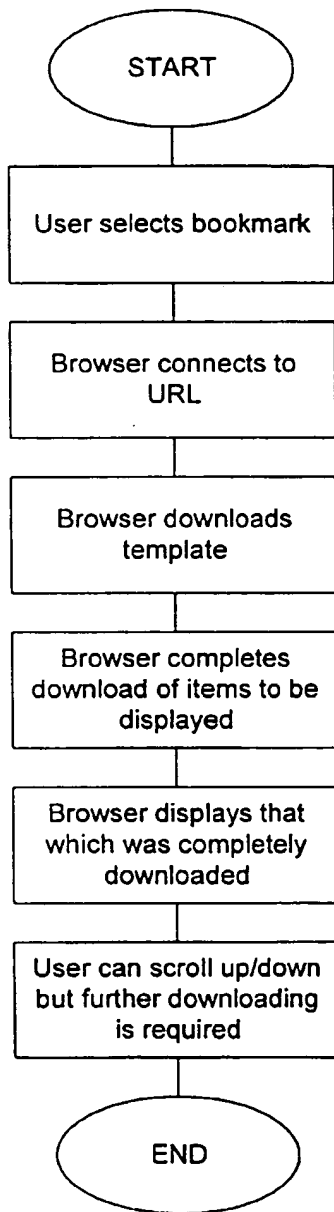 START
User selects bookmark
Browser connects to
URL
Browser downloads
template
Browser completes
download of items to be
displayed
Browser displays that
which was completely
downloaded
User can scroll up/down
but further downloading
is required
END